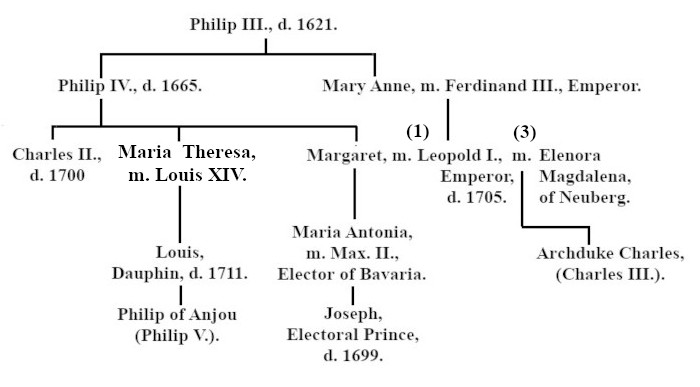 Philip III., d. 1621.
Philip IV., d. 1665.
Mary Anne, m. Ferdinand III., Emperor.
(1)
(3)
Charles II.,
d. 1700
Maria Theresa,
m. Louis XIV.
Margaret, m. Leopold I., m. Elenora
Emperor,
d. 1705.
Magdalena,
of Neuberg.
Louis,
Dauphin, d. 1711.
Maria Antonia,
m. Max. II.,
Elector of Bavaria.
Archduke Charles,
(Charles III.).
Philip of Anjou
(Philip V.).
Joseph,
Electoral Prince,
d. 1699.